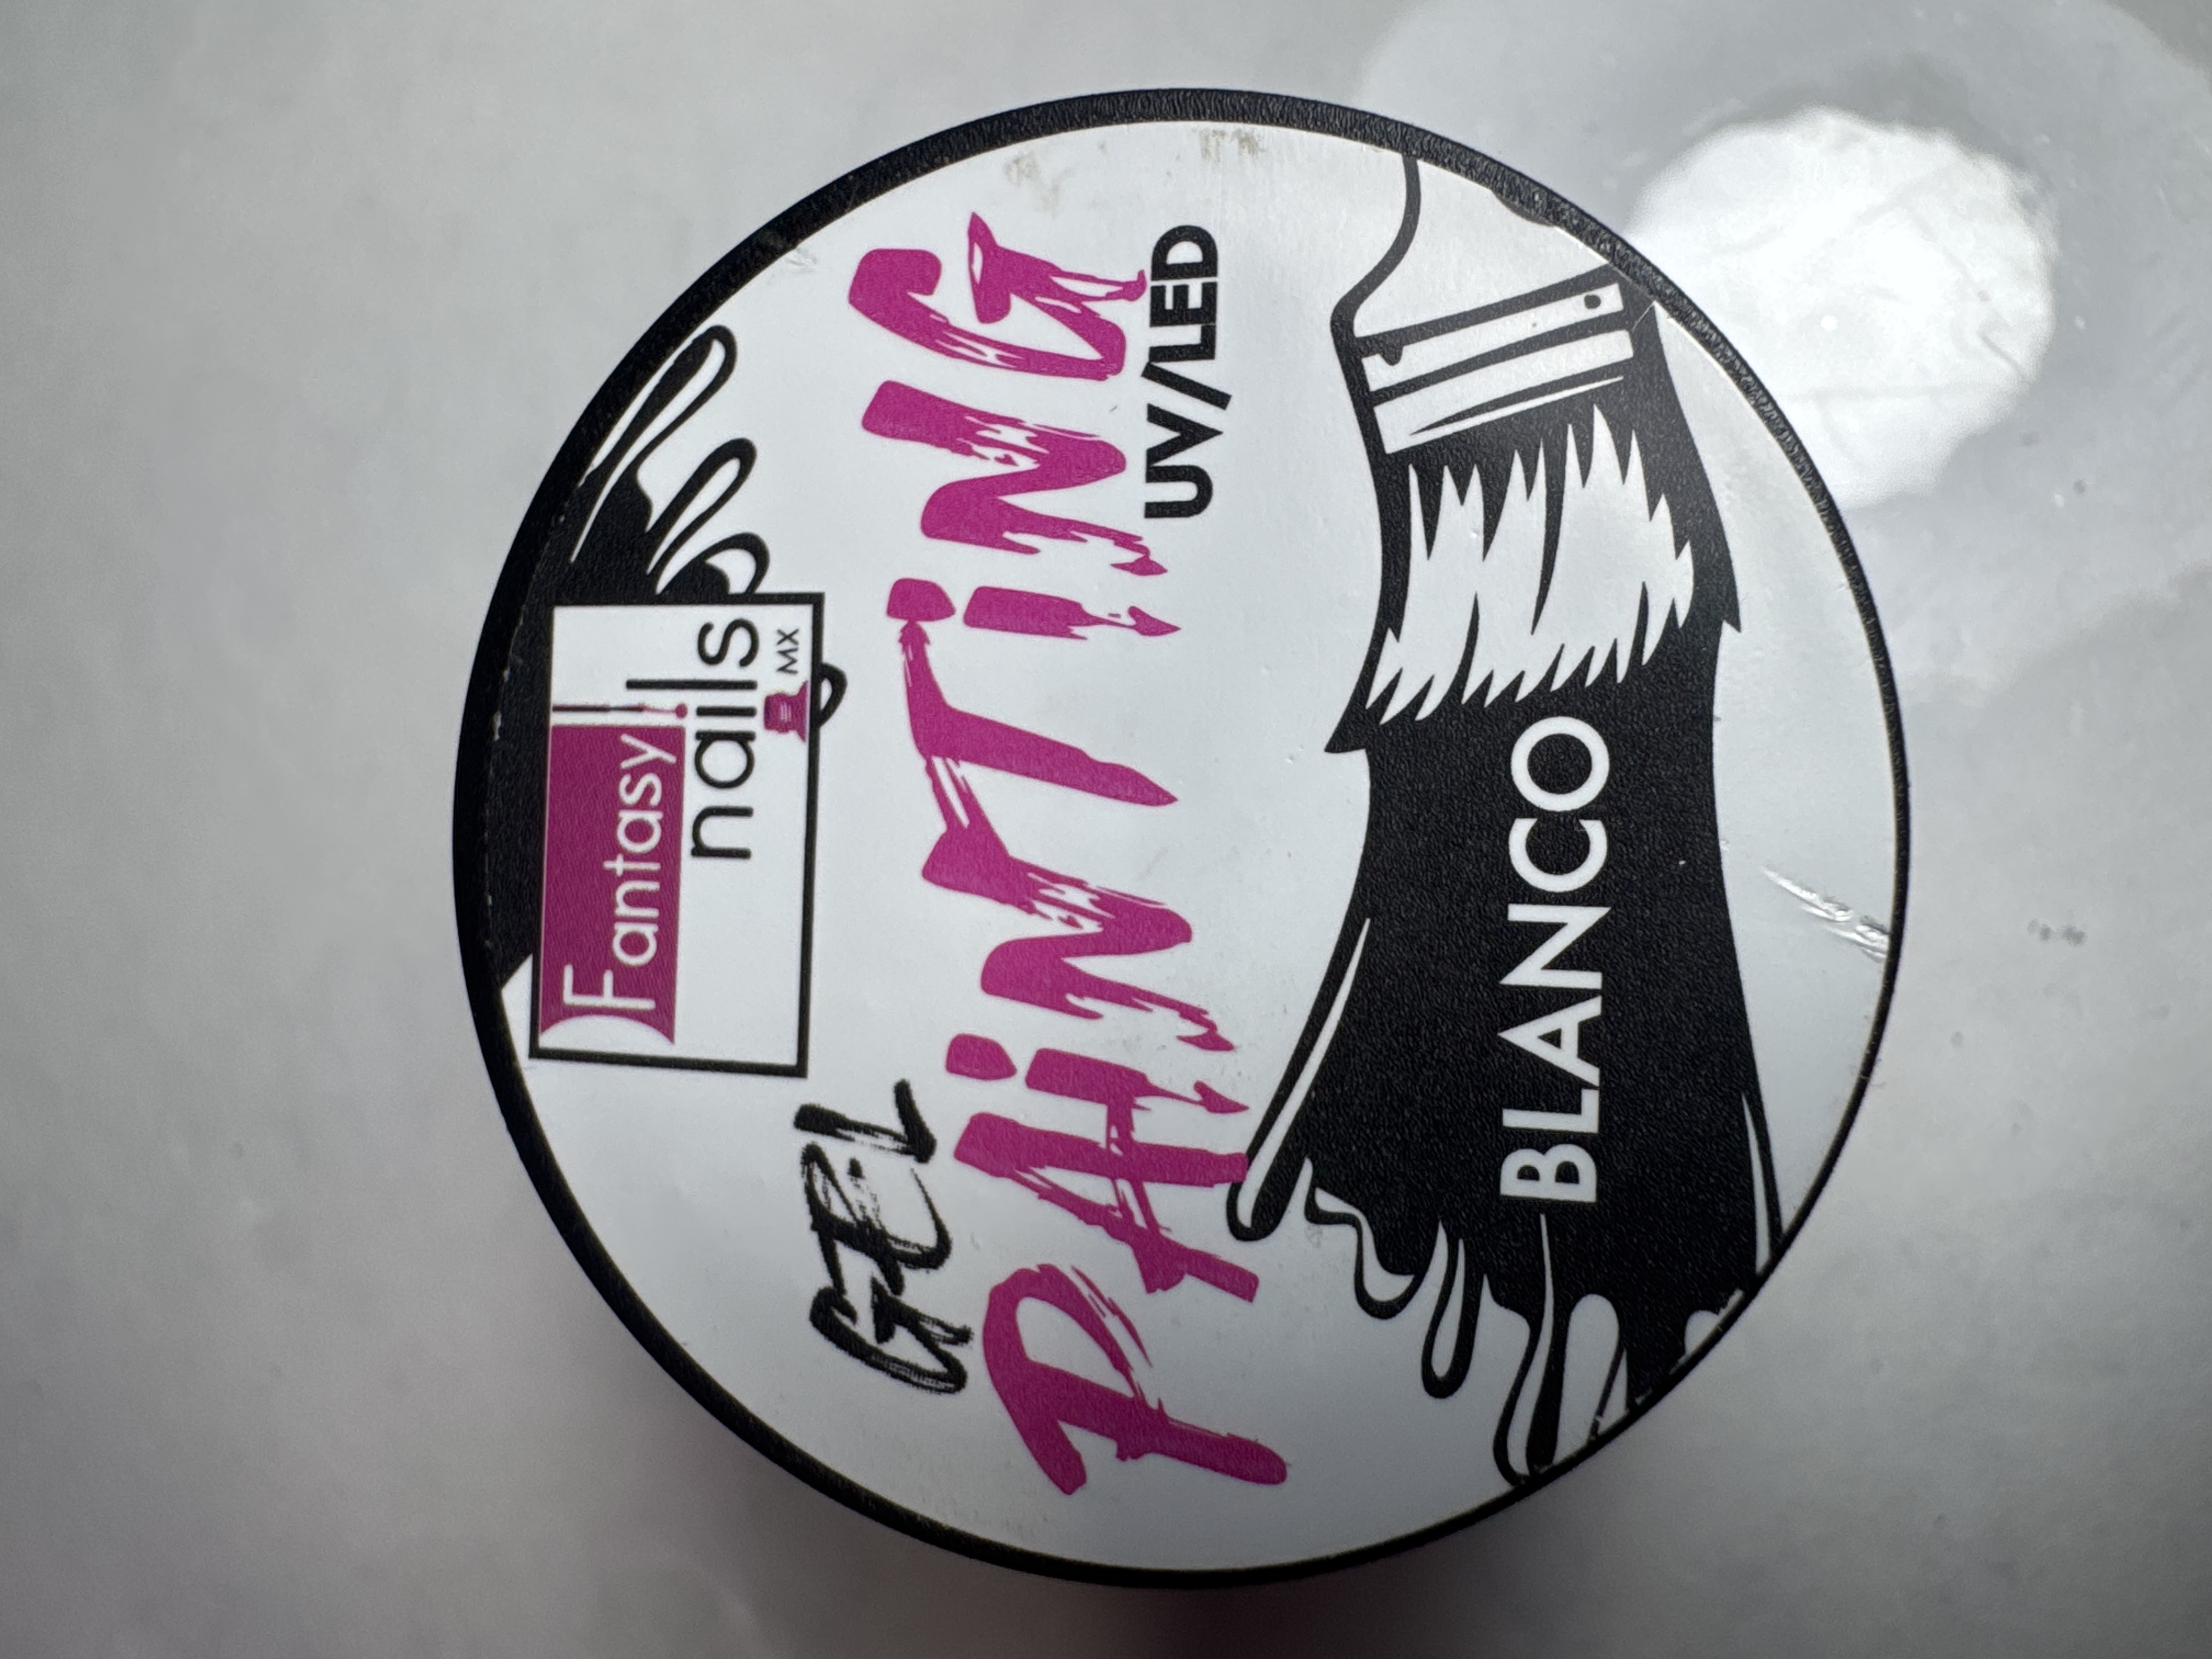 Fantasy
nails
MX
GEL
PAiNTiNG
UV/LED
BLANCO